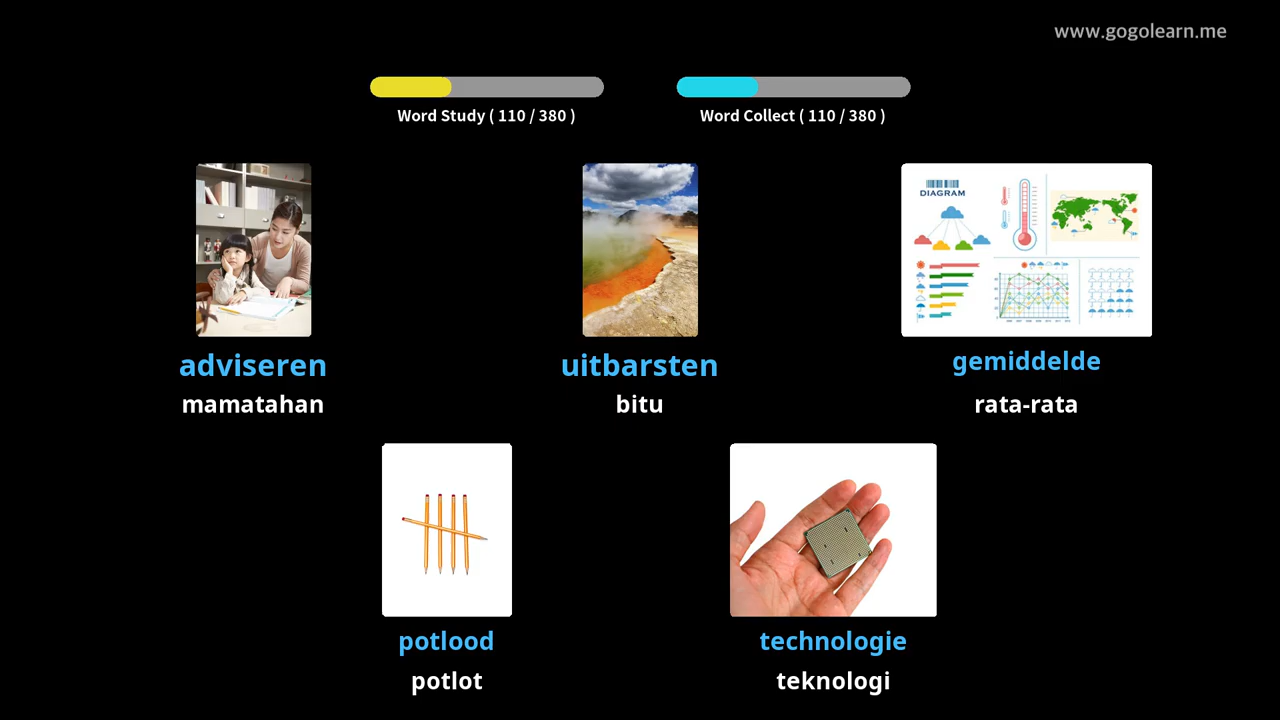 www.gogolearn.me
Word Study ( 110 / 380 )
Word Collect ( 110 / 380 )
DIAGRAM
adviseren
uitbarsten
gemiddelde
mamatahan
bitu
rata-rata
potlood
technologie
potlot
teknologi